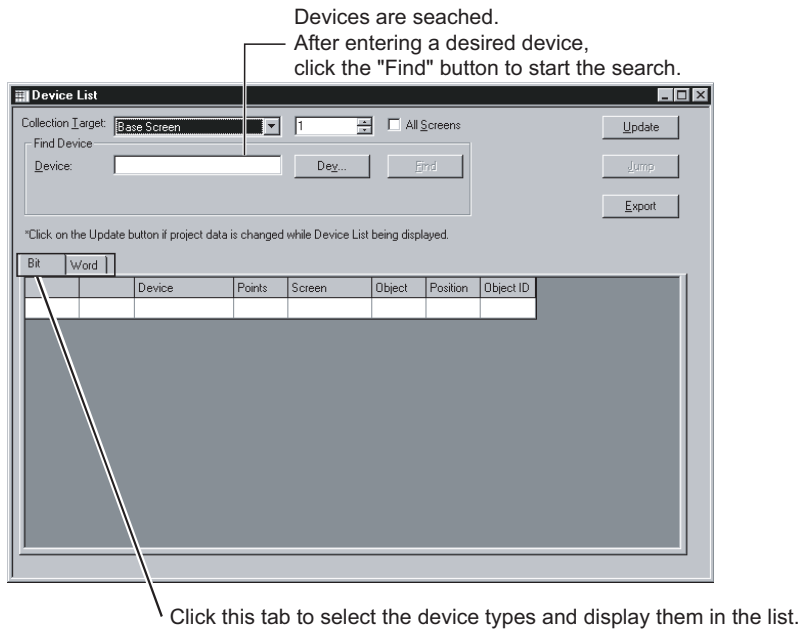 Devices are seached.
After entering a desired device,
click the "Find" button to start the search.
Device List
Collection Target: Base Screen 1 All Screens Update
Find Device
Device: Dev... Find Jump
Export
*Click on the Update button if project data is changed while Device List being displayed.
Bit Word
Device Points Screen Object Position Object ID
Click this tab to select the device types and display them in the list.